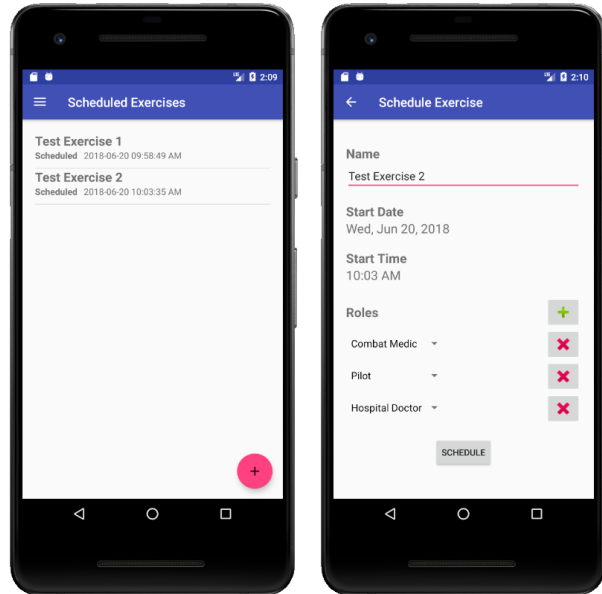 2:09
Scheduled Exercises
Test Exercise 1
Scheduled 2018-06-20 09:58:49 AM
Test Exercise 2
Scheduled 2018-06-20 10:03:35 AM
+
2:10
Schedule Exercise
Name
Test Exercise 2
Start Date
Wed, Jun 20, 2018
Start Time
10:03 AM
Roles
Combat Medic
Pilot
Hospital Doctor
SCHEDULE